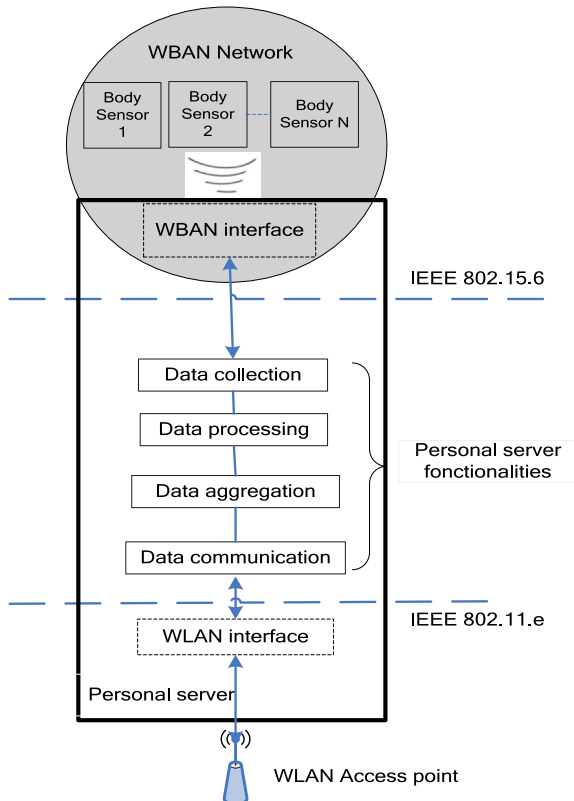 WBAN Network
Body
Sensor
1
Body
Sensor
2
Body
Sensor N
WBAN interface
IEEE 802.15.6
Data collection
Data processing
Personal server
fonctionalities
Data aggregation
Data communication
IEEE 802.11.e
WLAN interface
Personal server
WLAN Access point